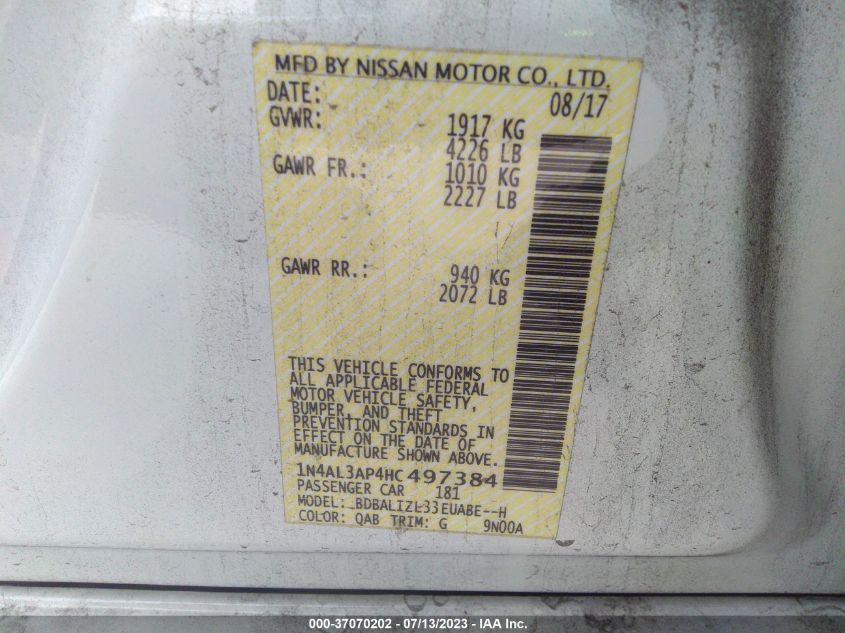 MFD BY NISSAN MOTOR CO., LTD.
DATE: 08/17
GVWR: 1917 KG
4226 LB
GAWR FR.: 1010 KG
2227 LB
GAWR RR.: 940 KG
2072 LB
THIS VEHICLE CONFORMS TO
ALL APPLICABLE FEDERAL
MOTOR VEHICLE SAFETY,
BUMPER, AND THEFT
PREVENTION STANDARDS IN
EFFECT ON THE DATE OF
MANUFACTURE SHOWN ABOVE.
1N4AL3AP4HC497384
PASSENGER CAR 181
MODEL: BDBALIZL33EUABE--H
COLOR: QAB TRIM: G 9N00A
000-37070202 - 07/13/2023 - IAA Inc.